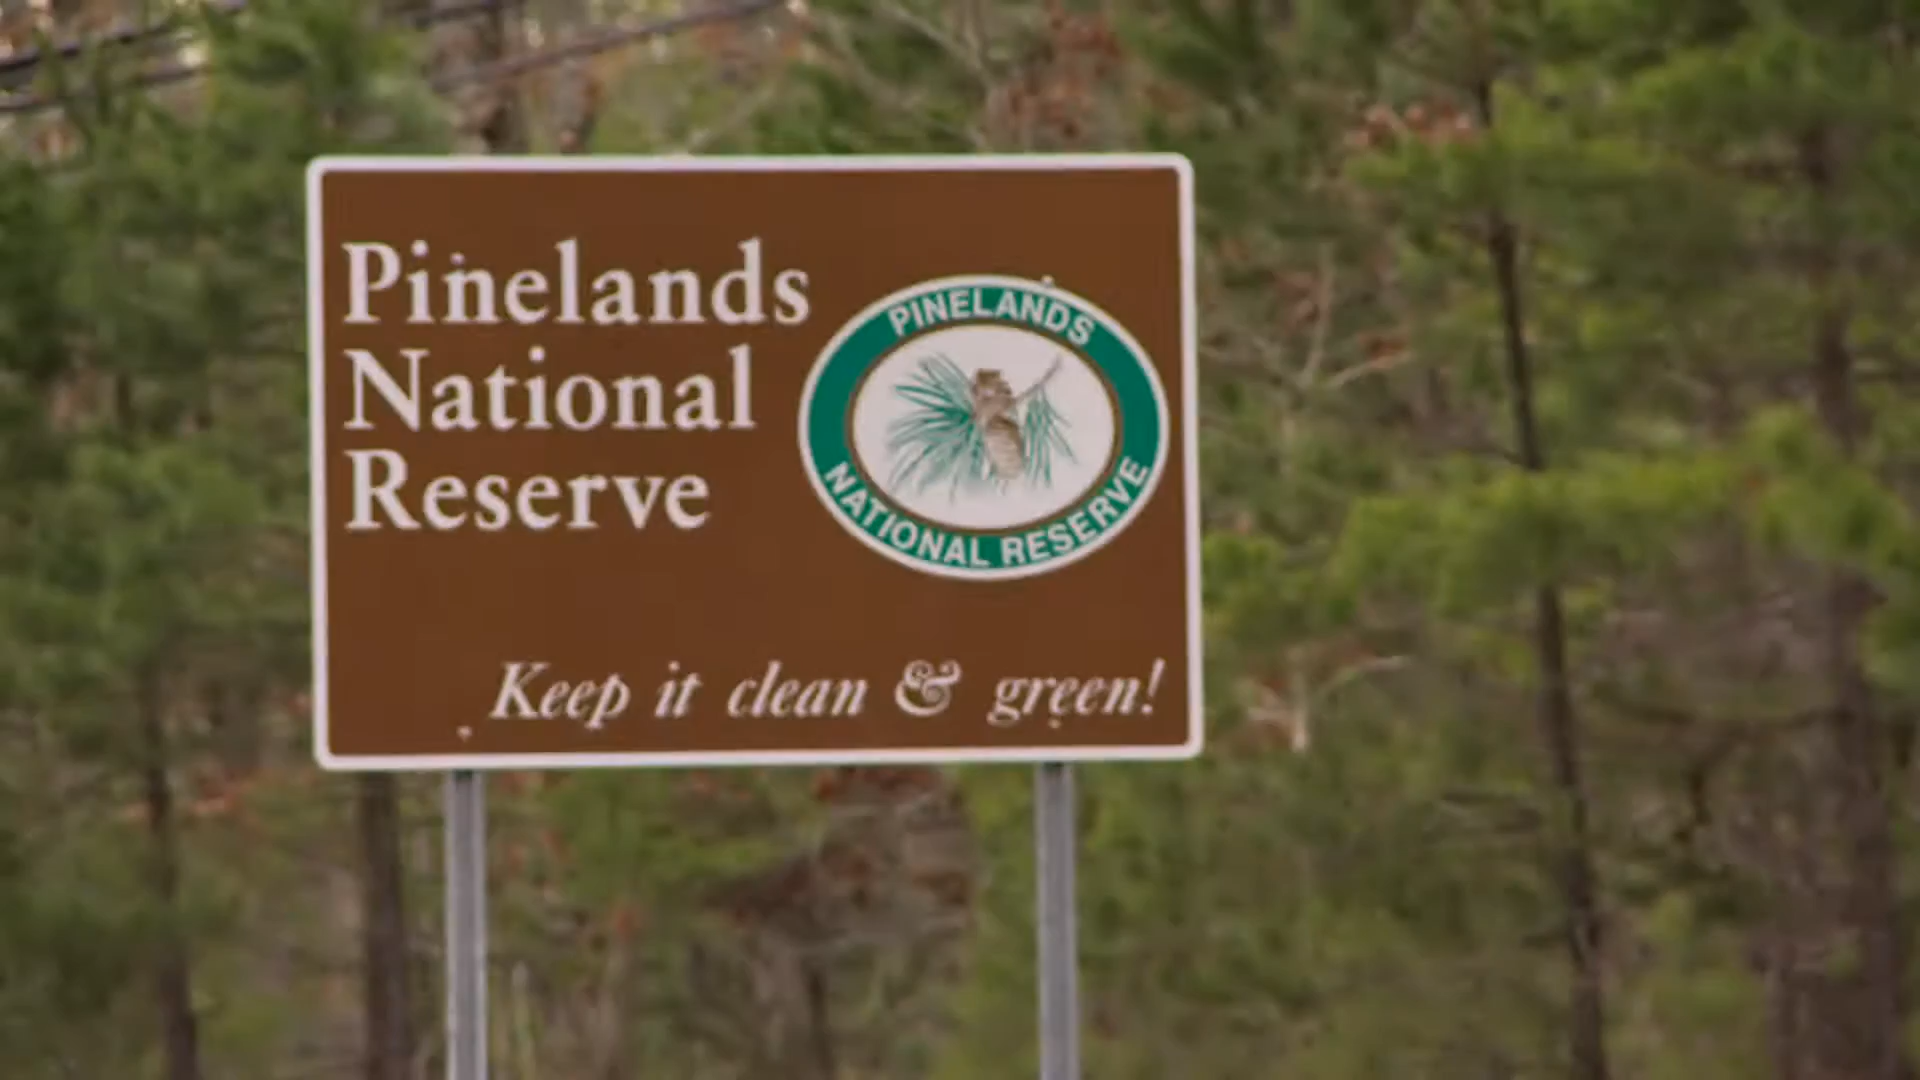 Pinelands
National
Reserve
PINELANDS
NATIONAL RESERVE
Keep it clean & green!